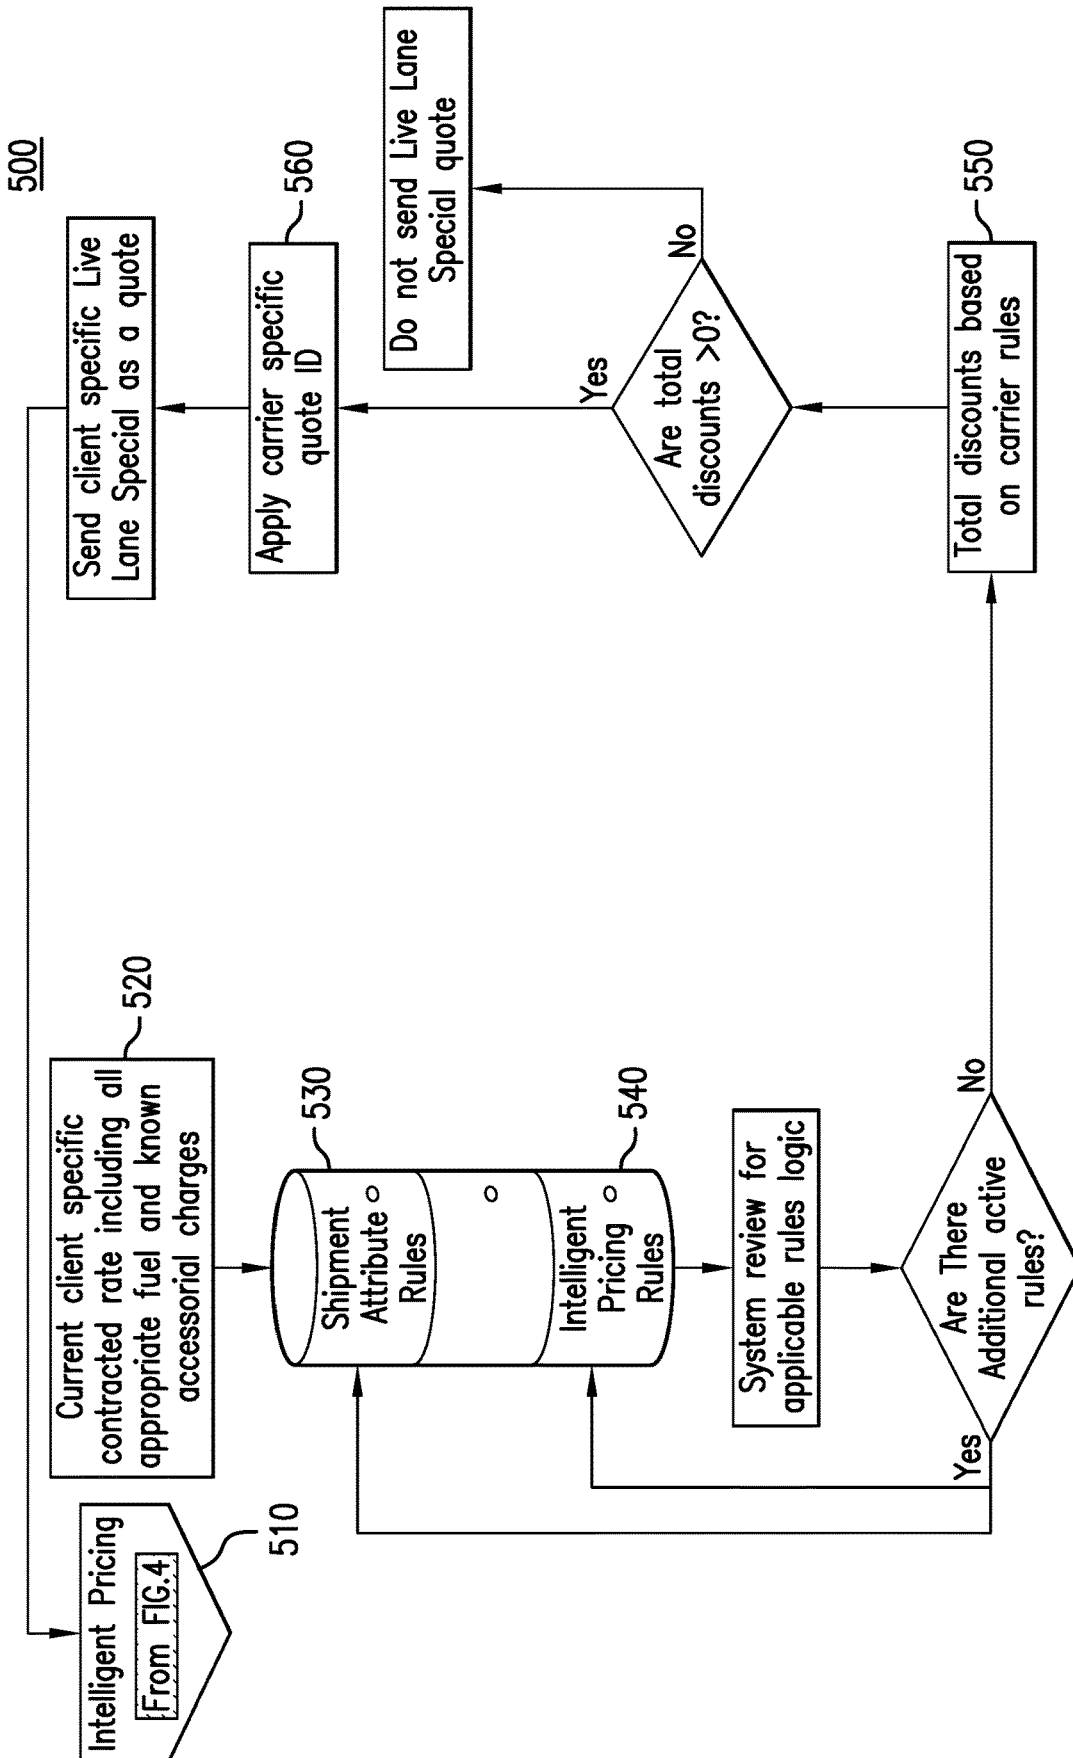 500
Intelligent Pricing
From FIG.4
510
Current client specific
contracted rate including all
appropriate fuel and known
accessorial charges
520
Shipment
Attribute
Rules
530
Intelligent
Pricing
Rules
540
System review for
applicable rules logic
Are There
Additional active
rules?
Yes
No
Total discounts based
on carrier rules
550
Are total
discounts >0?
Yes
No
Do not send Live Lane
Special quote
Apply carrier specific
quote ID
560
Send client specific Live
Lane Special as a quote